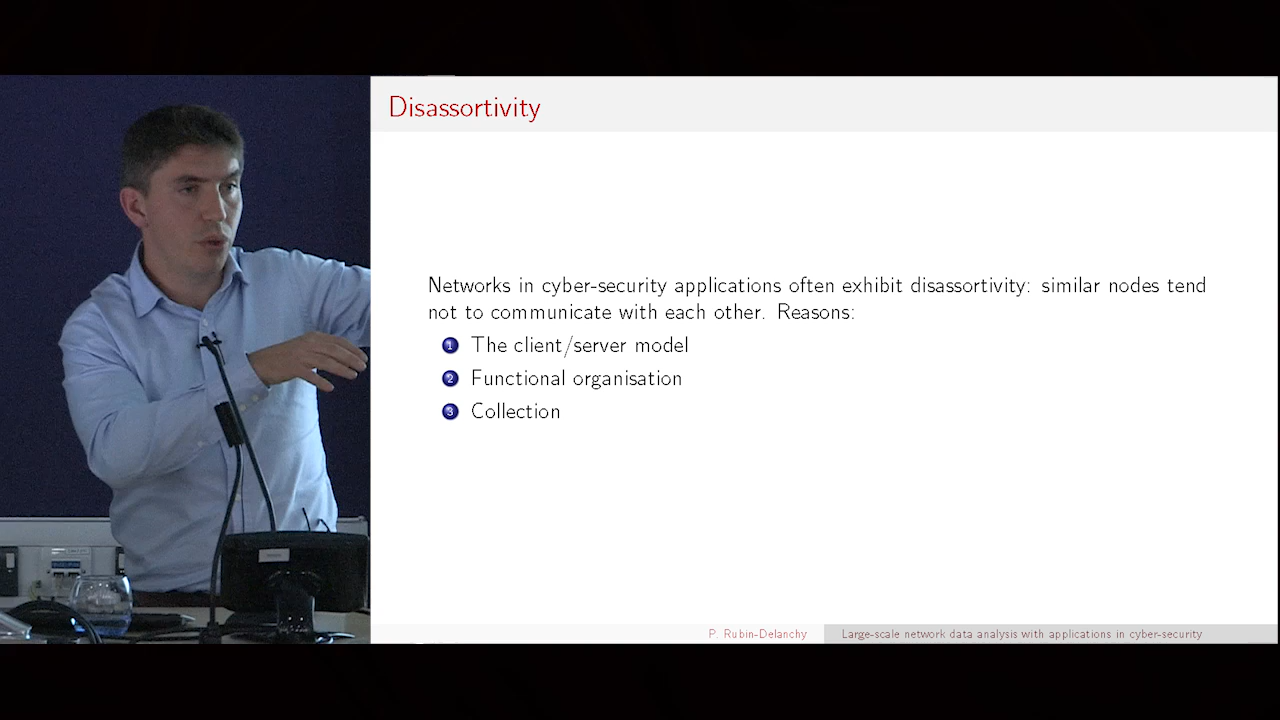 Disassortivity
Networks in cyber-security applications often exhibit disassortivity: similar nodes tend
not to communicate with each other. Reasons:
1 The client/server model
2 Functional organisation
3 Collection
P. Rubin-Delanchy Large-scale network data analysis with applications in cyber-security